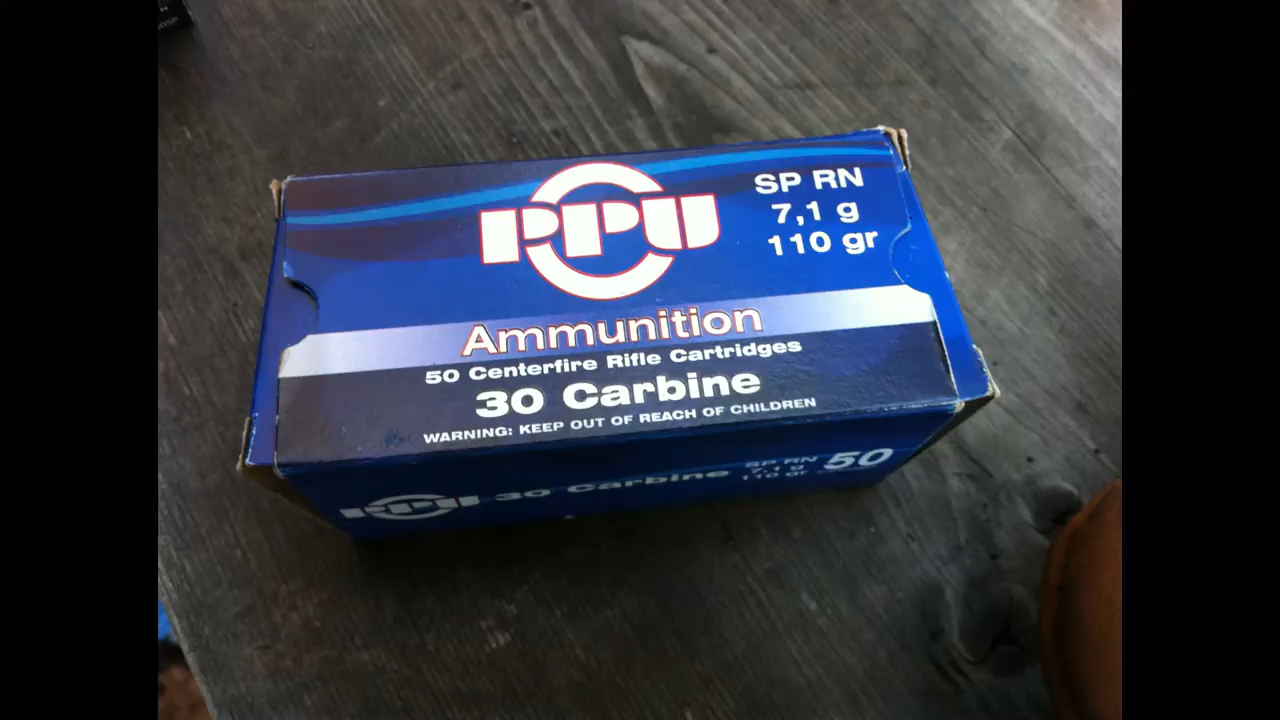 PPU
SP RN
7,1 g
110 gr
Ammunition
50 Centerfire Rifle Cartridges
30 Carbine
WARNING: KEEP OUT OF REACH OF CHILDREN
PPU 30 Carbine
SP RN
7,1 g
110 gr
50